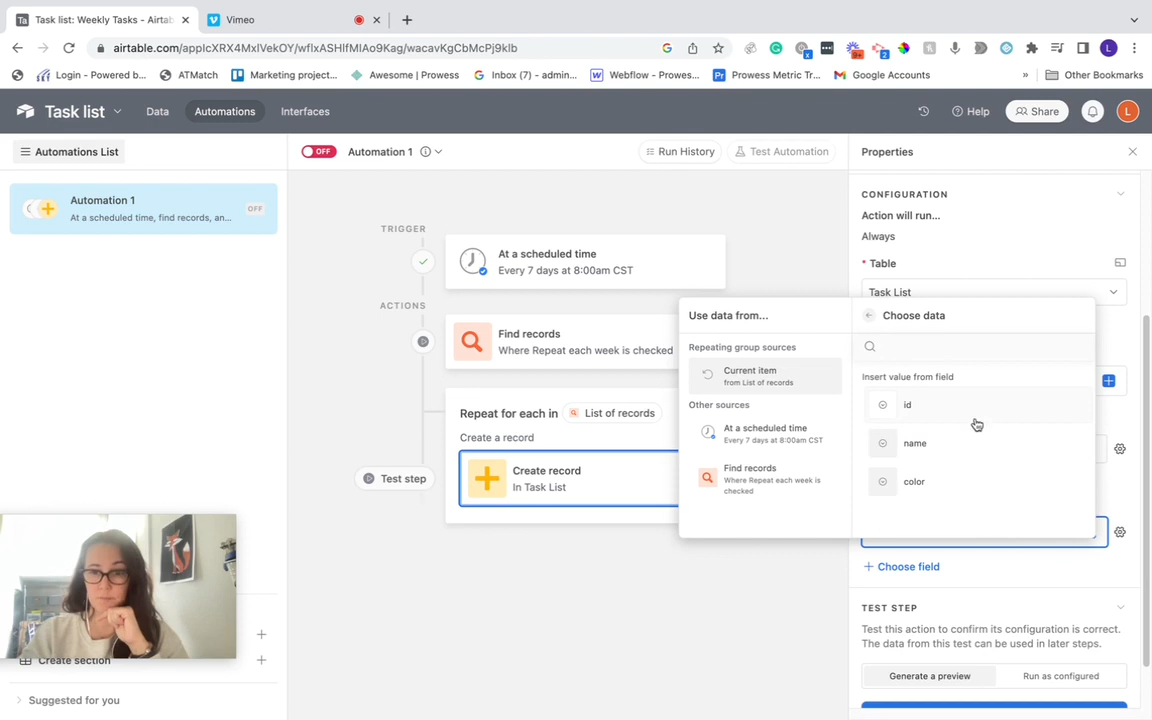 Task list: Weekly Tasks - Airtab
Vimeo
airtable.com/appIcXRX4MxIVekOY/wflxASHlfMIAo9Kag/wacavKgCbMcPj9klb
Login - Powered b...
ATMatch
Marketing project...
Awesome | Prowess
Inbox (7) - admin...
Webflow - Prowes...
Prowess Metric Tr...
Google Accounts
»
Other Bookmarks
Task list
Data
Automations
Interfaces
Help
Share
L
Automations List
OFF
Automation 1
Run History
Test Automation
Properties
Automation 1
At a scheduled time, find records, an...
OFF
TRIGGER
At a scheduled time
Every 7 days at 8:00am CST
ACTIONS
Find records
Where Repeat each week is checked
Repeat for each in
List of records
Create a record
Test step
Create record
In Task List
CONFIGURATION
Action will run...
Always
* Table
Task List
Use data from...
Choose data
Repeating group sources
Current item
from List of records
Other sources
At a scheduled time
Every 7 days at 8:00am CST
Find records
Where Repeat each week is
checked
Insert value from field
id
name
color
+ Choose field
TEST STEP
Test this action to confirm its configuration is correct.
The data from this test can be used in later steps.
Generate a preview
Run as configured
Create section
Suggested for you